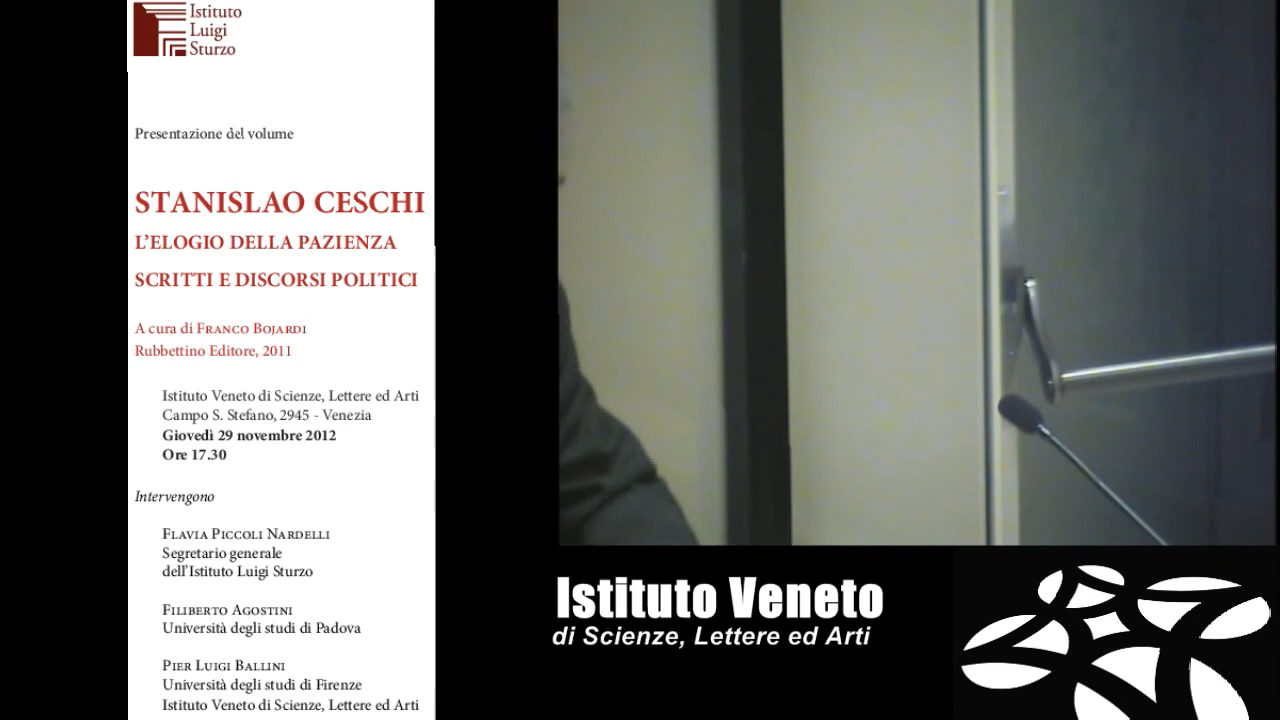 Istituto
Luigi
Sturzo
Presentazione del volume
STANISLAO CESCHI
L'ELOGIO DELLA PAZIENZA
SCRITTI E DISCORSI POLITICI
A cura di FRANCO BOJARDI
Rubbettino Editore, 2011
Istituto Veneto di Scienze, Lettere ed Arti
Campo S. Stefano, 2945 - Venezia
Giovedì 29 novembre 2012
Ore 17.30
Intervengono
FLAVIA PICCOLI NARDELLI
Segretario generale
dell'Istituto Luigi Sturzo
FILIBERTO AGOSTINI
Università degli studi di Padova
PIER LUIGI BALLINI
Università degli studi di Firenze
Istituto Veneto di Scienze, Lettere ed Arti
Istituto Veneto
di Scienze, Lettere ed Arti